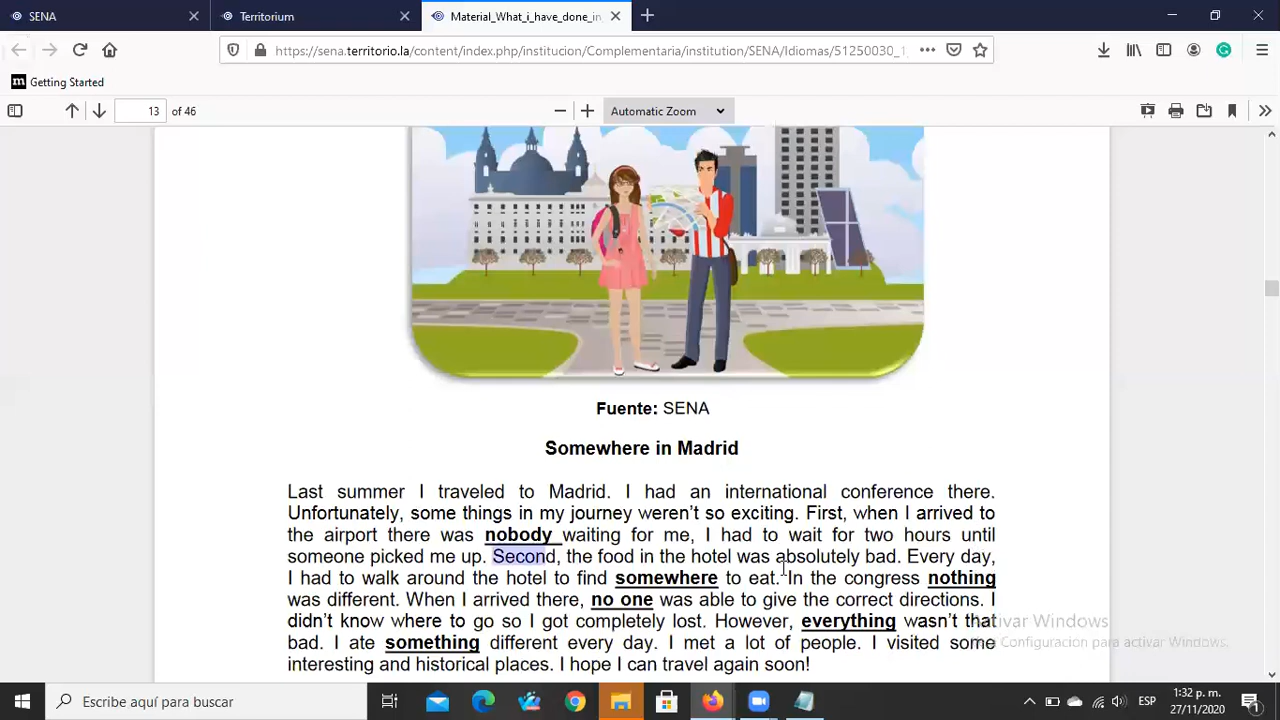 SENA
Territorium
Material_What_i_have_done_in_
https://sena.territorio.la/content/index.php/institucion/Complementaria/institution/SENA/Idiomas/51250030_1
Getting Started
13 of 46
Automatic Zoom
Fuente: SENA
Somewhere in Madrid
Last summer I traveled to Madrid. I had an international conference there.
Unfortunately, some things in my journey weren't so exciting. First, when I arrived to
the airport there was nobody waiting for me, I had to wait for two hours until
someone picked me up. Second, the food in the hotel was absolutely bad. Every day,
I had to walk around the hotel to find somewhere to eat. In the congress nothing
was different. When I arrived there, no one was able to give the correct directions. I
didn't know where to go so I got completely lost. However, everything wasn't that
bad. I ate something different every day. I met a lot of people. I visited some
interesting and historical places. I hope I can travel again soon!
Activar Windows
Configuración para activar Windows.
Escribe aquí para buscar
ESP
1:32 p. m.
27/11/2020